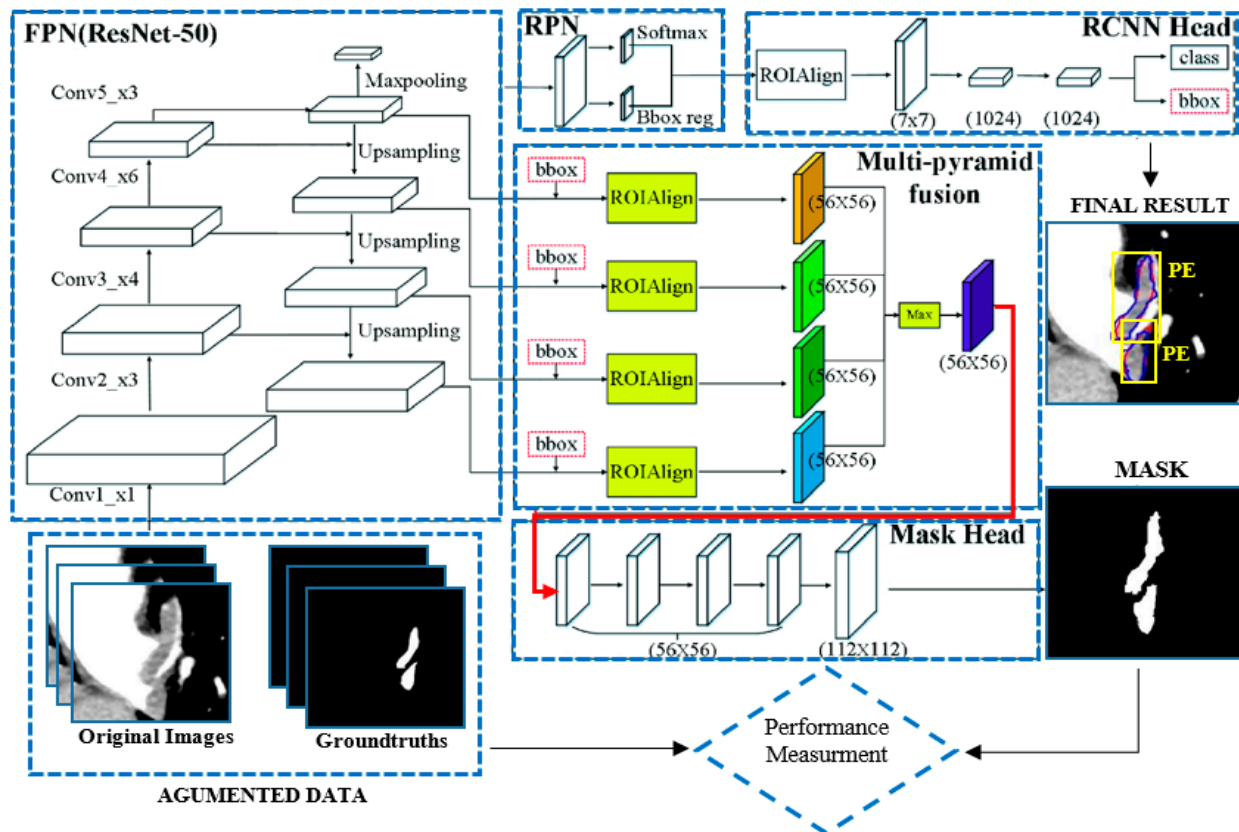 FPN(ResNet-50)
Maxpooling
Conv5_x3
Upsampling
Conv4_x6
Upsampling
Conv3_x4
Upsampling
Conv2_x3
Conv1_x1
RPN
Softmax
Bbox reg
RCNN Head
ROIAlign
(7x7)
(1024)
(1024)
class
bbox
Multi-pyramid
fusion
bbox
ROIAlign
(56X56)
bbox
ROIAlign
(56X56)
bbox
ROIAlign
(56X56)
bbox
ROIAlign
(56X56)
Max
(56X56)
FINAL RESULT
PE
PE
MASK
Mask Head
(56X56)
(112X112)
Original Images
Groundtruths
AGUMENTED DATA
Performance
Measurment